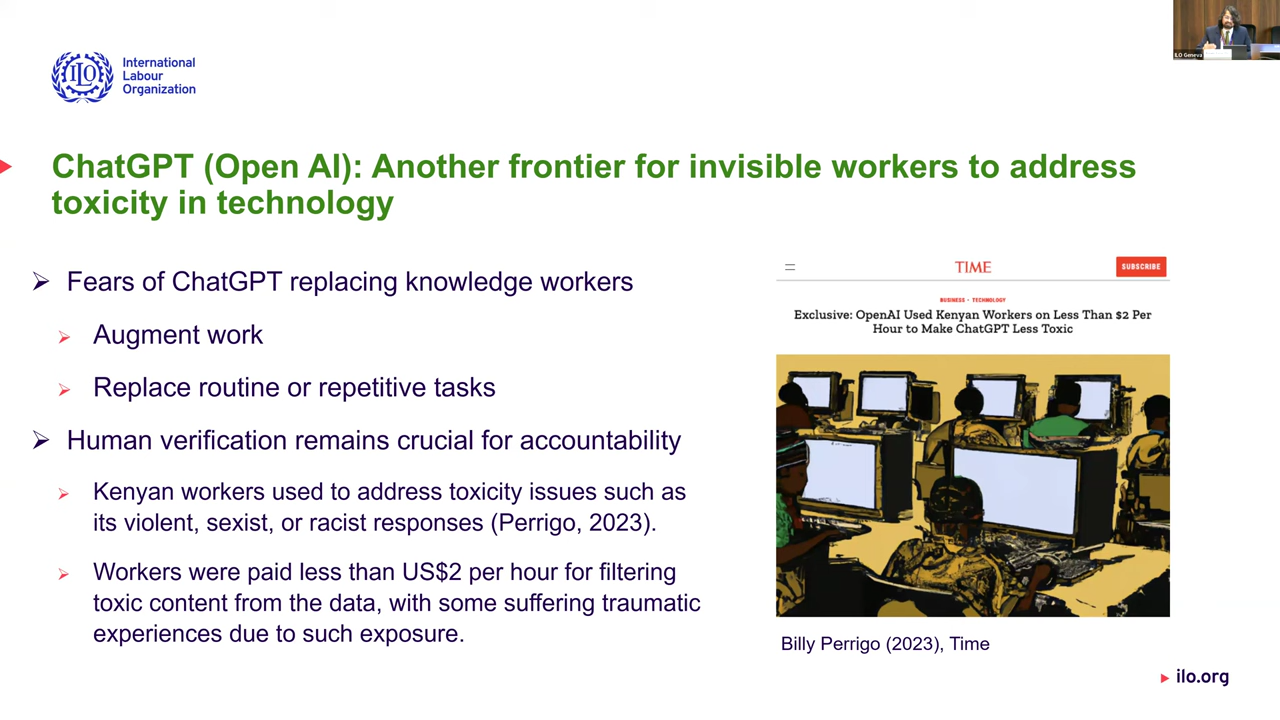 ILO Geneva
ILO
International
Labour
Organization
ChatGPT (Open AI): Another frontier for invisible workers to address
toxicity in technology
Fears of ChatGPT replacing knowledge workers
Augment work
Replace routine or repetitive tasks
Human verification remains crucial for accountability
Kenyan workers used to address toxicity issues such as
its violent, sexist, or racist responses (Perrigo, 2023).
Workers were paid less than US$2 per hour for filtering
toxic content from the data, with some suffering traumatic
experiences due to such exposure.
TIME
SUBSCRIBE
BUSINESS • TECHNOLOGY
Exclusive: OpenAI Used Kenyan Workers on Less Than $2 Per
Hour to Make ChatGPT Less Toxic
Billy Perrigo (2023), Time
ilo.org